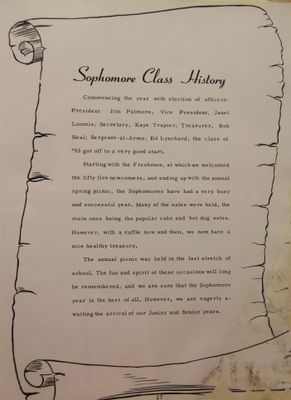 Sophomore Class History
Commencing the year with election of officers:
President Jim Patmore, Vice President, Janet
Loomis; Secretary, Kaye Trapier; Treasurer, Bob
Neal; Sergeant-at-Arms; Ed Lynchard, the class of
'53 got off to a very good start.
Starting with the Freshmen, at which we welcomed
the fifty five newcomers, and ending up with the annual
spring picnic, the Sophomores have had a very busy
and successful year. Many of the sales were held, the
main ones being the popular cake and hot dog sales.
However, with a raffle now and then, we now have a
nice healthy treasury.
The annual picnic was held in the last stretch of
school. The fun and spirit of these occasions will long
be remembered, and we are sure that the Sophomore
year is the best of all. However, we are eagerly a-
waiting the arrival of our Junior and Senior years.